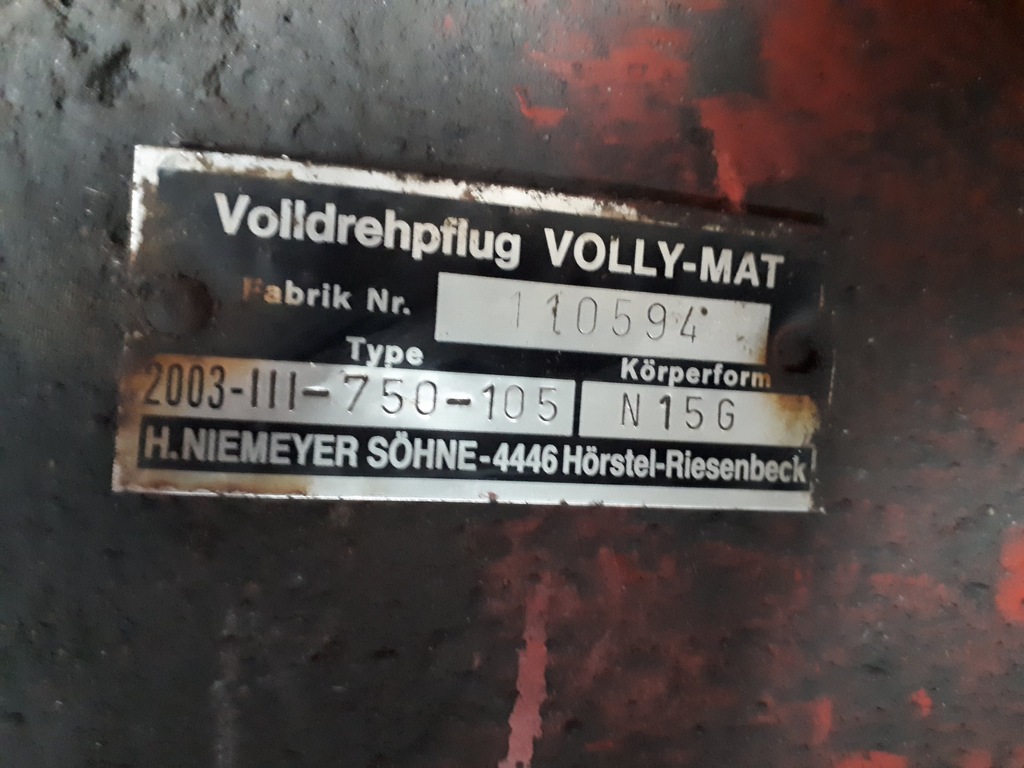 Volldrehpflug VOLLY-MAT
Fabrik Nr. 110594
Type Körperform
2003-III-750-105 N15G
H.NIEMEYER SÖHNE-4446 Hörstel-Riesenbeck